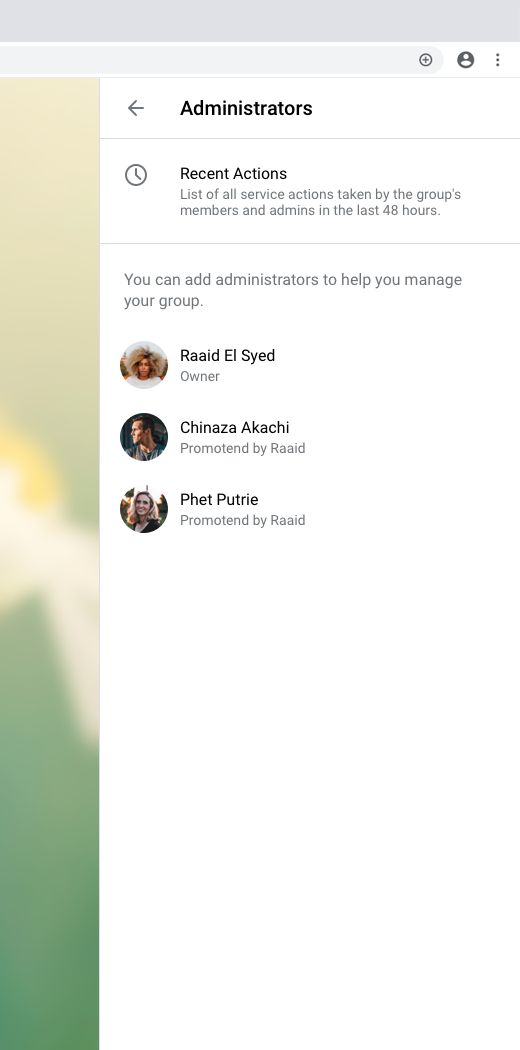 Administrators
Recent Actions
List of all service actions taken by the group's
members and admins in the last 48 hours.
You can add administrators to help you manage
your group.
Raaid El Syed
Owner
Chinaza Akachi
Promotend by Raaid
Phet Putrie
Promotend by Raaid